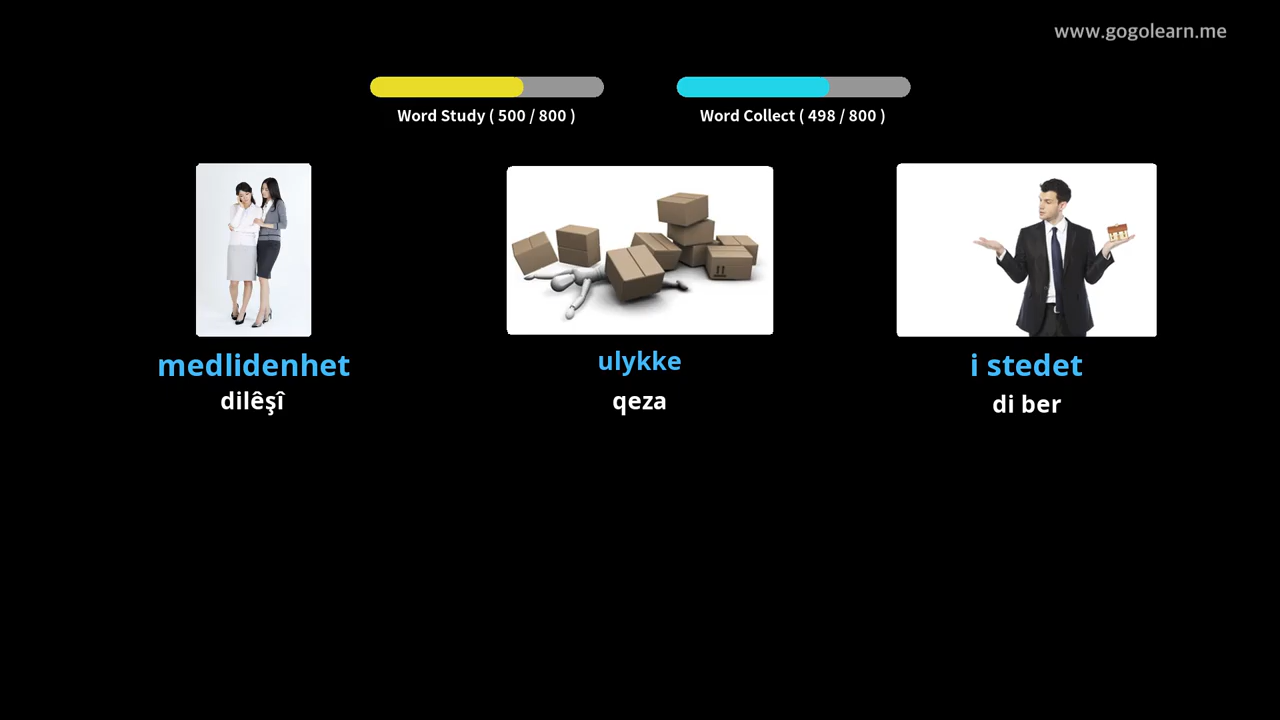 www.gogolearn.me
Word Study ( 500 / 800 )
Word Collect ( 498 / 800 )
medlidenhet
dilêşî
ulykke
qeza
i stedet
di ber